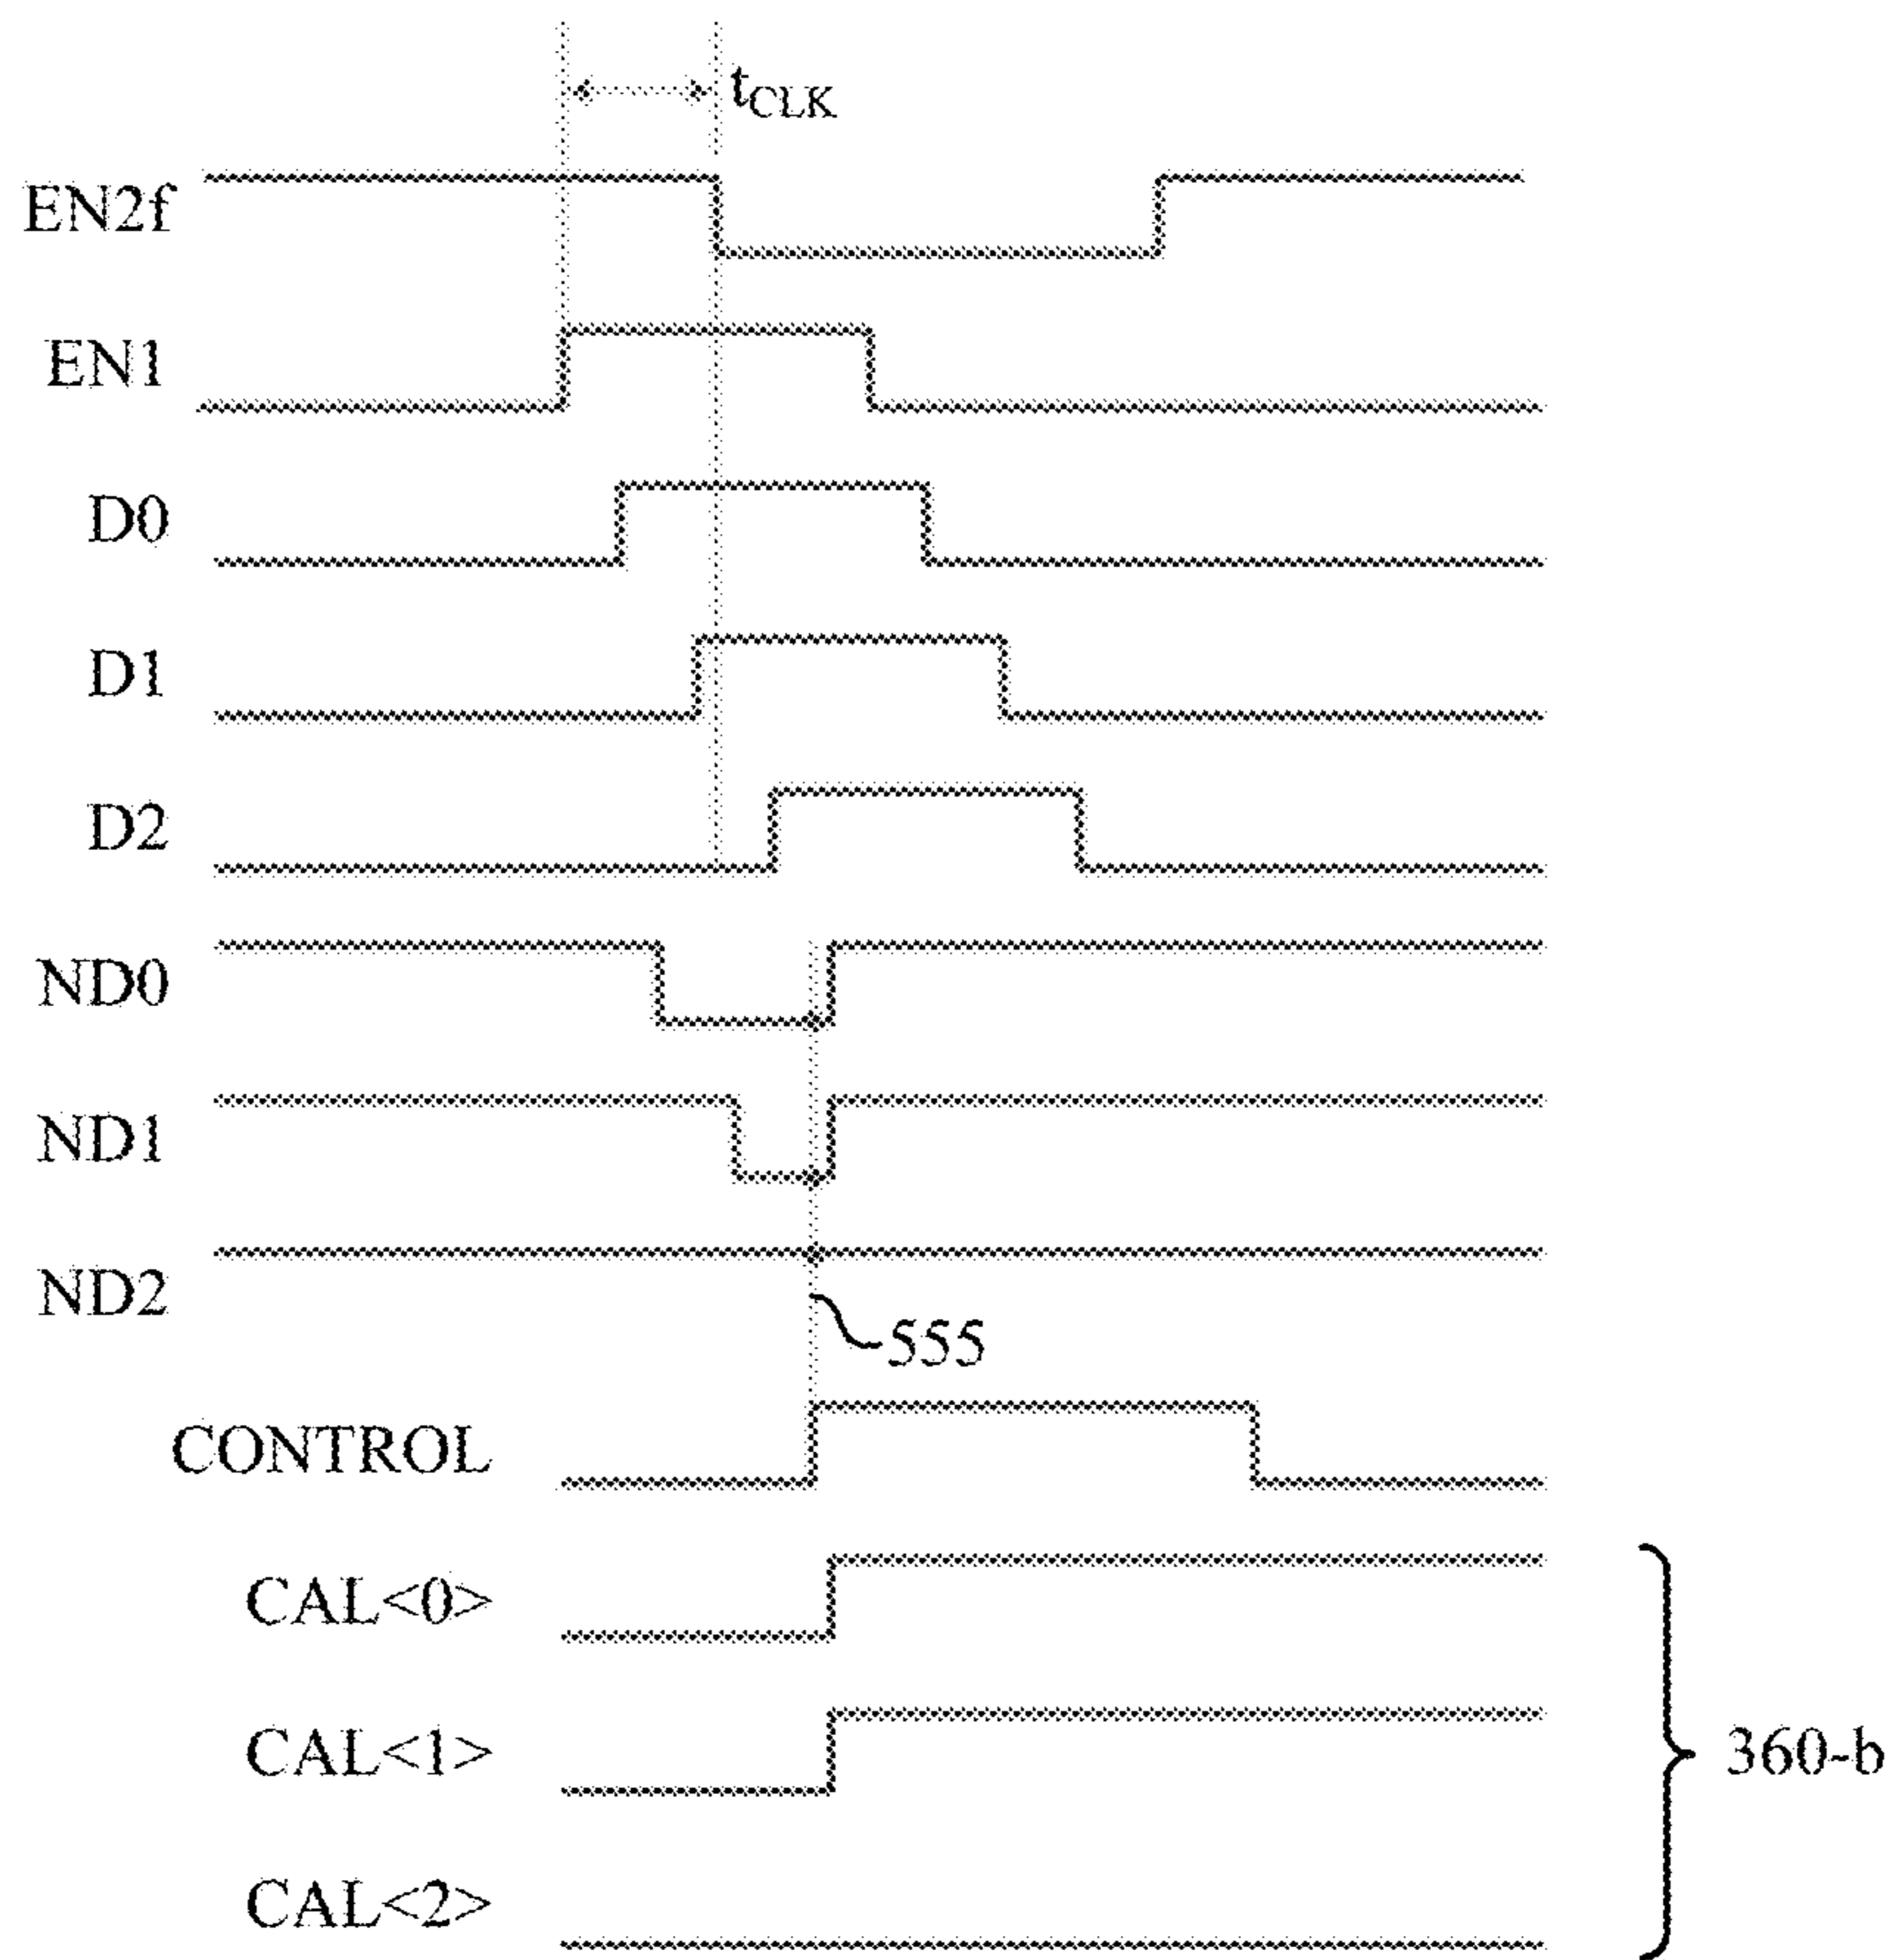 tCLK
EN2f
EN1
D0
D1
D2
ND0
ND1
ND2
555
CONTROL
CAL<0>
CAL<1>
360-b
CAL<2>